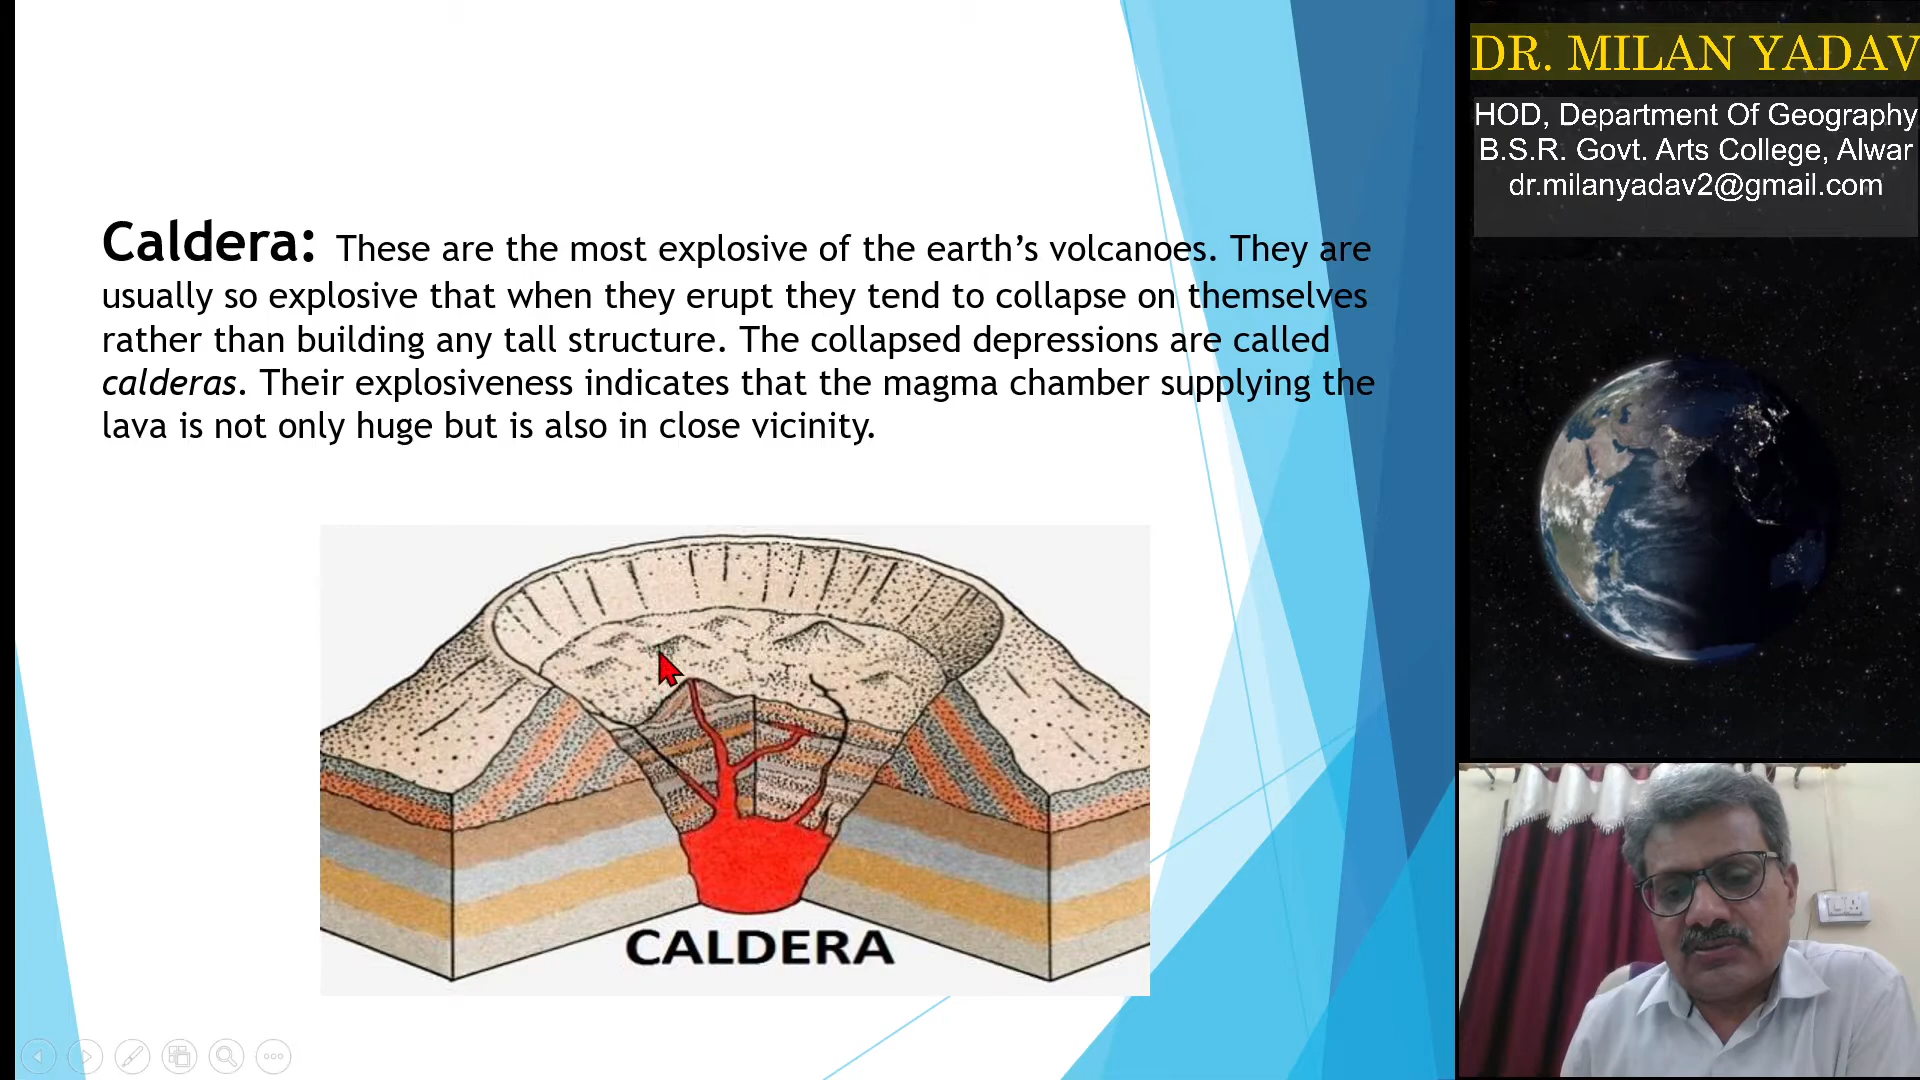 DR. MILAN YADAV
HOD, Department Of Geography
B.S.R. Govt. Arts College, Alwar
dr.milanyadav2@gmail.com
Caldera: These are the most explosive of the earth’s volcanoes. They are
usually so explosive that when they erupt they tend to collapse on themselves
rather than building any tall structure. The collapsed depressions are called
calderas. Their explosiveness indicates that the magma chamber supplying the
lava is not only huge but is also in close vicinity.
CALDERA